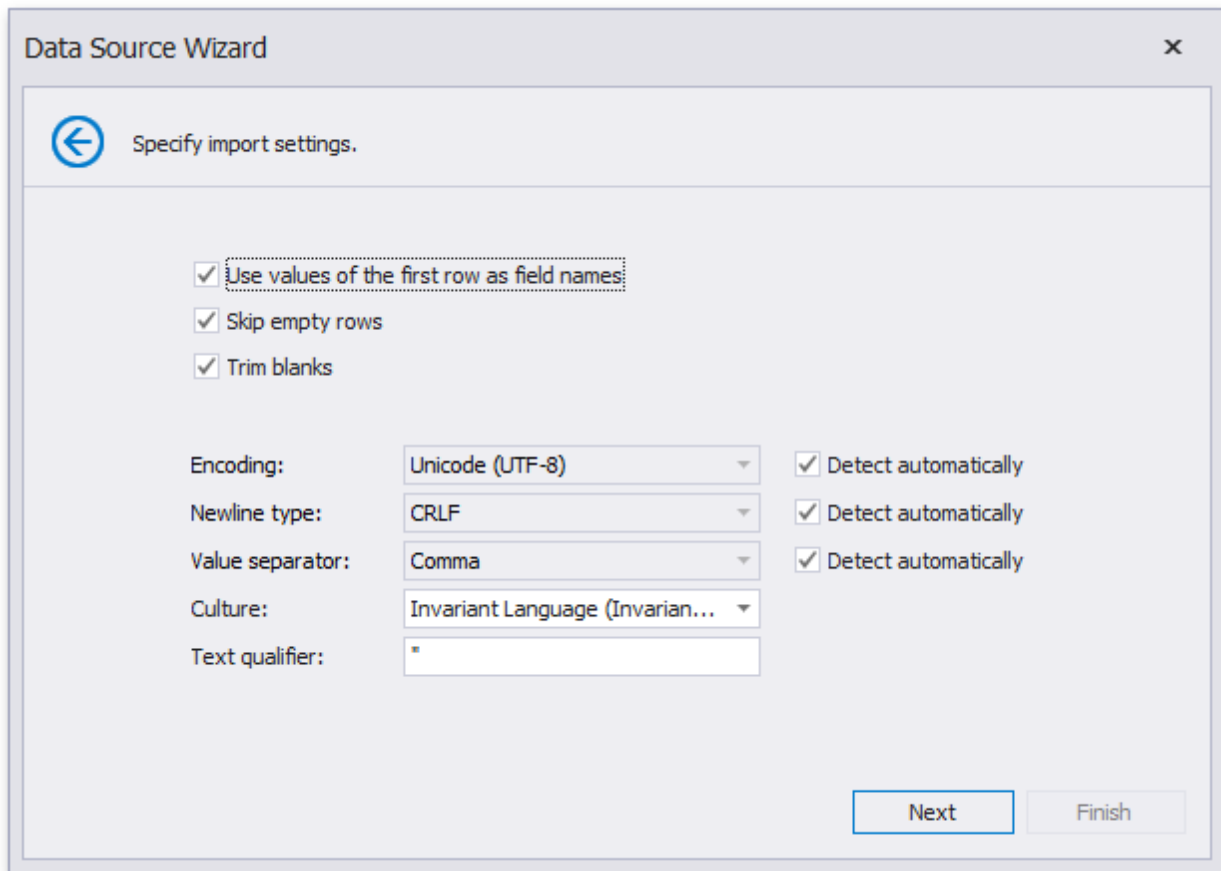 Data Source Wizard
Specify import settings.
Use values of the first row as field names
Skip empty rows
Trim blanks
Encoding: Unicode (UTF-8) Detect automatically
Newline type: CRLF Detect automatically
Value separator: Comma Detect automatically
Culture: Invariant Language (Invarian...
Text qualifier: "
Next Finish